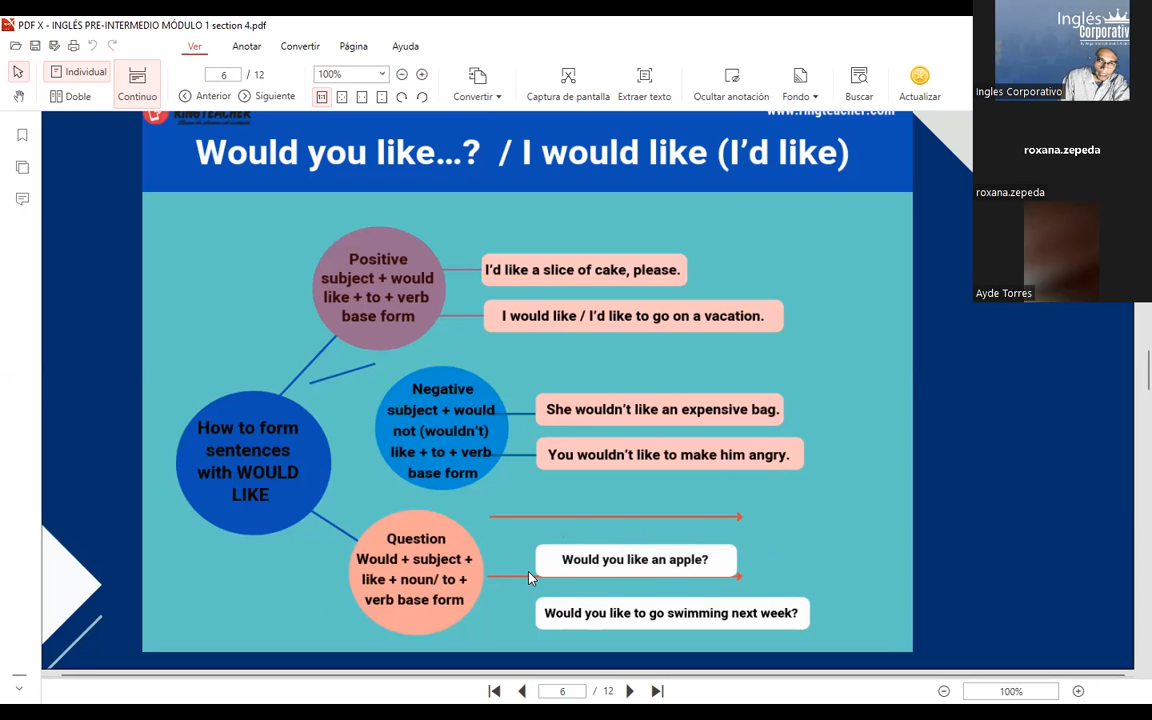 PDF X - INGLÉS PRE-INTERMEDIO MÓDULO 1 section 4.pdf
Ver Anotar Convertir Página Ayuda
Individual
Doble
Continuo
6 / 12
Anterior Siguiente
100%
Convertir
Captura de pantalla
Extraer texto
Ocultar anotación
Fondo
Buscar
Actualizar
Inglés
Corporativ
Ingles Corporativo
roxana.zepeda
roxana.zepeda
Ayde Torres
RINGTEACHER
www.ringteacher.com
Would you like...? / I would like (I'd like)
Positive
subject + would
like + to + verb
base form
I'd like a slice of cake, please.
I would like / I'd like to go on a vacation.
Negative
subject + would
not (wouldn't)
like + to + verb
base form
She wouldn't like an expensive bag.
You wouldn't like to make him angry.
How to form
sentences
with WOULD
LIKE
Question
Would + subject +
like + noun/ to +
verb base form
Would you like an apple?
Would you like to go swimming next week?
6 / 12
100%